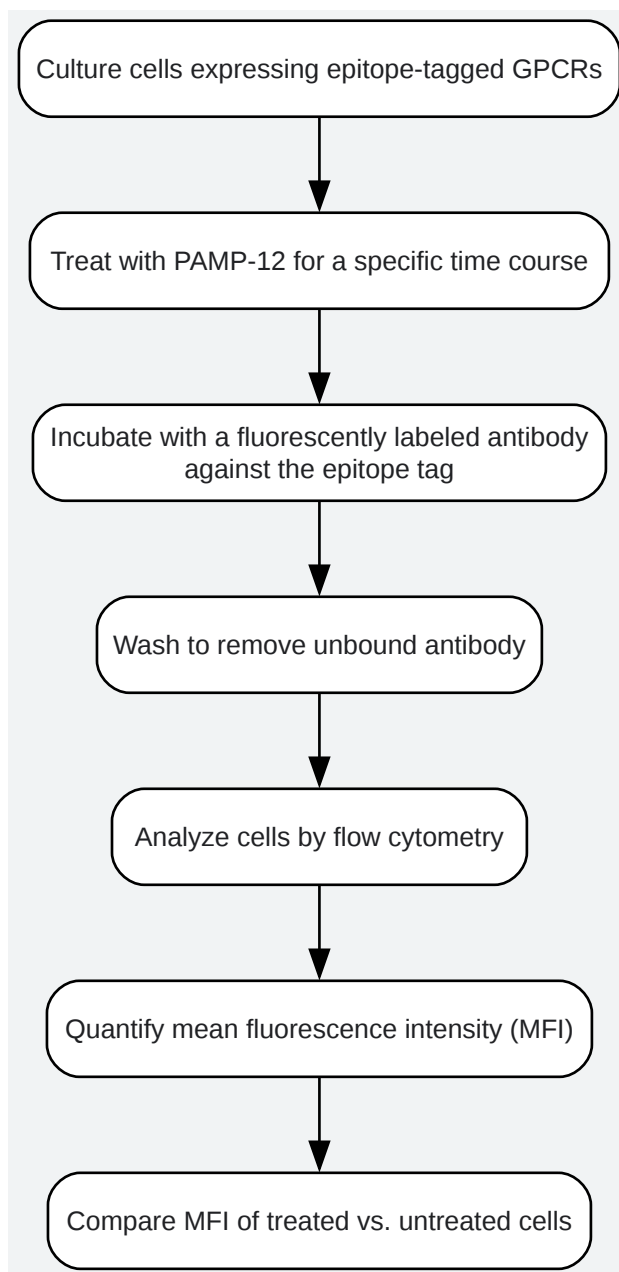 Culture cells expressing epitope-tagged GPCRs
Treat with PAMP-12 for a specific time course
Incubate with a fluorescently labeled antibody
against the epitope tag
Wash to remove unbound antibody
Analyze cells by flow cytometry
Quantify mean fluorescence intensity (MFI)
Compare MFI of treated vs. untreated cells